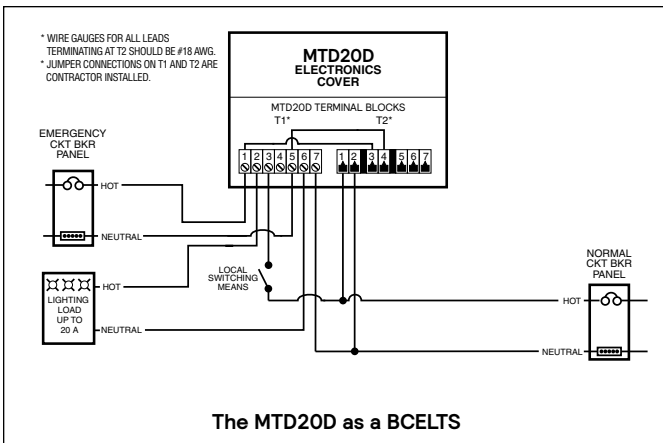 * WIRE GAUGES FOR ALL LEADS
TERMINATING AT T2 SHOULD BE #18 AWG.
* JUMPER CONNECTIONS ON T1 AND T2 ARE
CONTRACTOR INSTALLED.
MTD20D
ELECTRONICS
COVER
MTD20D TERMINAL BLOCKS
T1* T2*
1 2 3 4 5 6 7 1 2 3 4 5 6 7
EMERGENCY
CKT BKR
PANEL
HOT
NEUTRAL
HOT
LIGHTING
LOAD
UP TO
20 A
NEUTRAL
LOCAL
SWITCHING
MEANS
NORMAL
CKT BKR
PANEL
HOT
NEUTRAL
The MTD20D as a BCELTS